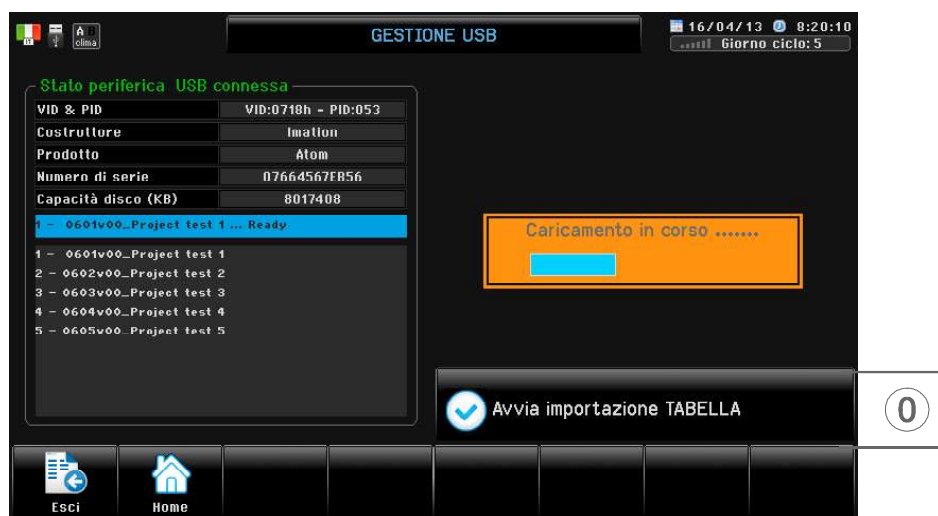 IT
A
clima
GESTIONE USB
16/04/13 8:20:10
Giorno ciclo: 5
Stato periferica USB connessa
VID & PID VID:0718h - PID:053
Costruttore Imation
Prodotto Atom
Numero di serie 07664567EB56
Capacità disco (KB) 8017408
1 - 0601v00_Project test 1 ... Ready
1 - 0601v00_Project test 1
2 - 0602v00_Project test 2
3 - 0603v00_Project test 3
4 - 0604v00_Project test 4
5 - 0605v00_Project test 5
Caricamento in corso .......
Avvia importazione TABELLA
0
Esci Home